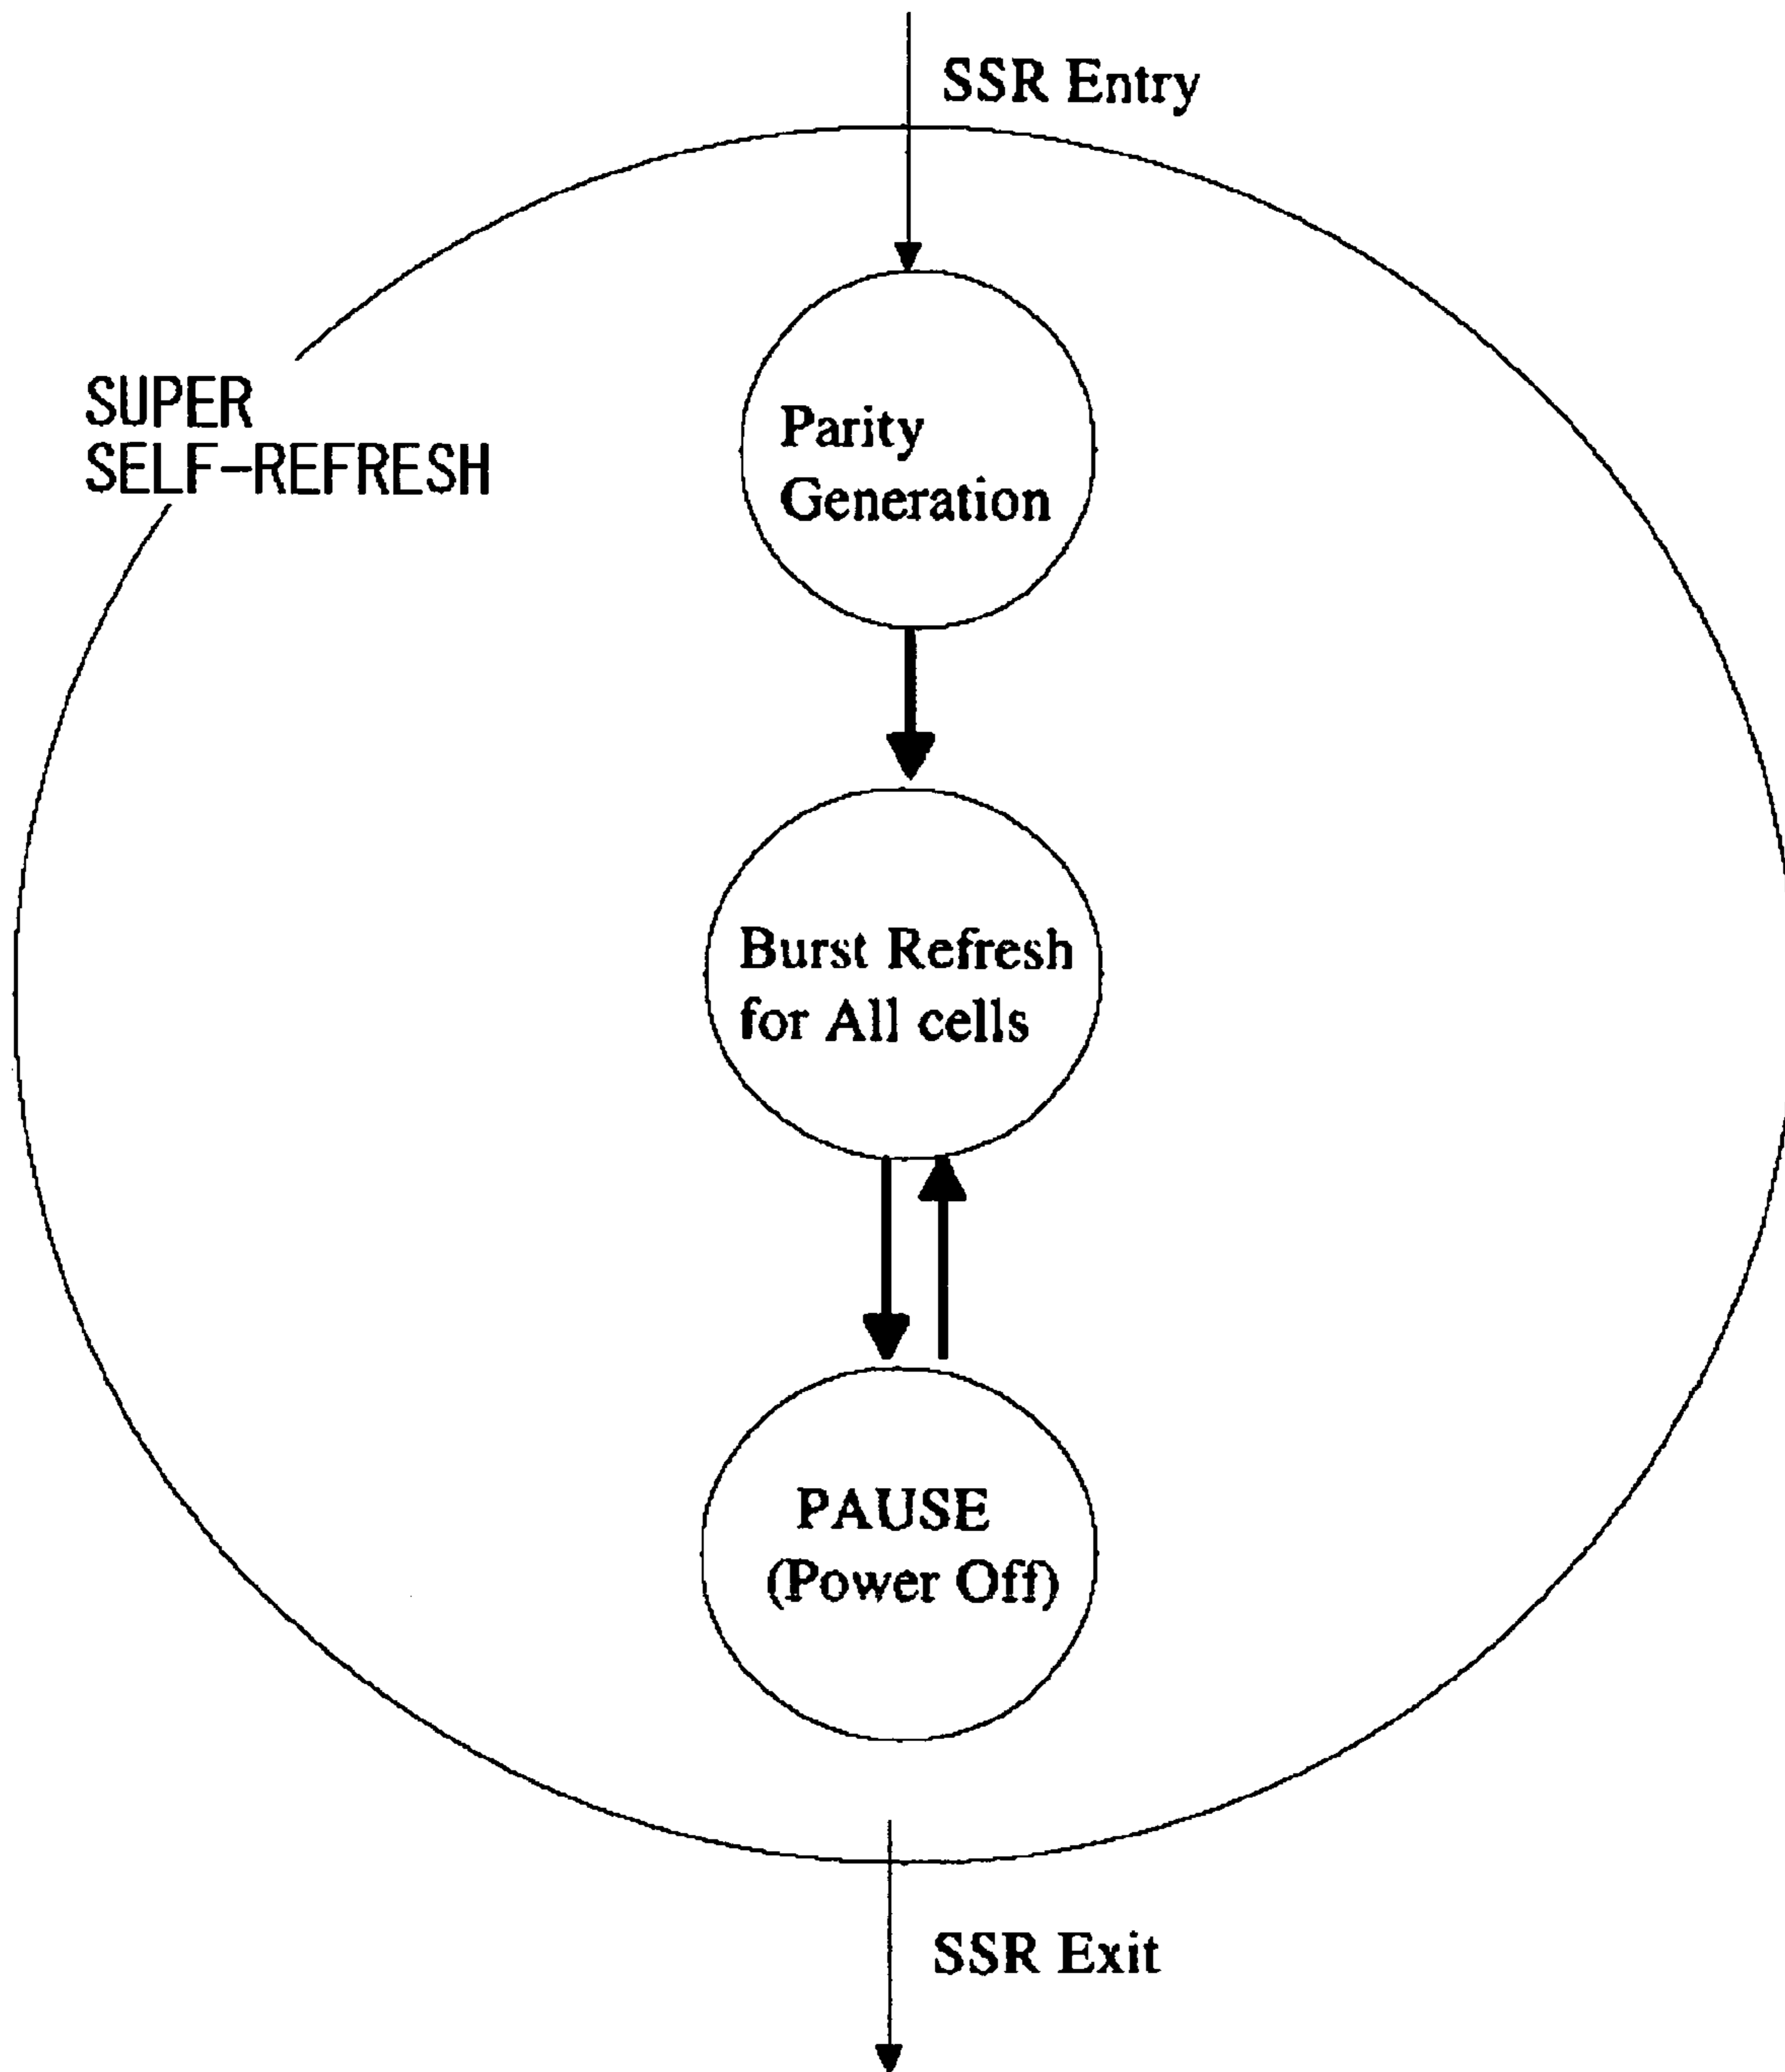 SSR Entry
SUPER
SELF-REFRESH
Parity
Generation
Burst Refresh
for All cells
PAUSE
(Power Off)
SSR Exit